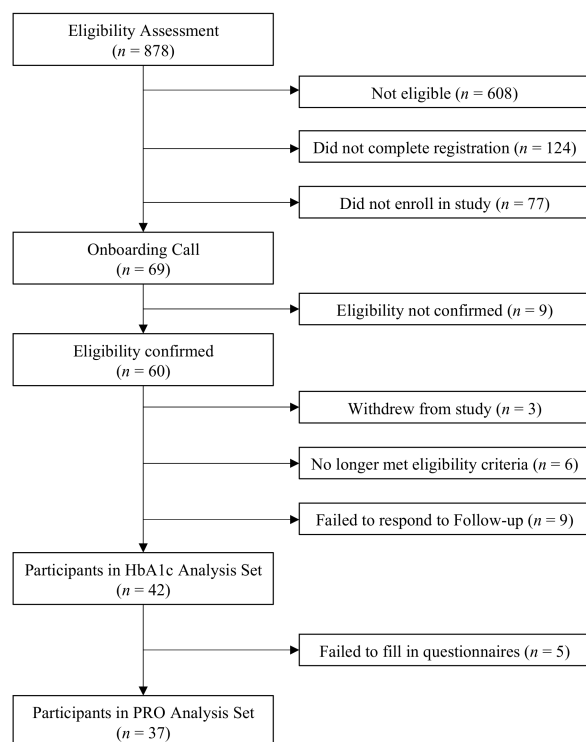 Eligibility Assessment
(n = 878)
Not eligible (n = 608)
Did not complete registration (n = 124)
Did not enroll in study (n = 77)
Onboarding Call
(n = 69)
Eligibility not confirmed (n = 9)
Eligibility confirmed
(n = 60)
Withdrew from study (n = 3)
No longer met eligibility criteria (n = 6)
Failed to respond to Follow-up (n = 9)
Participants in HbA1c Analysis Set
(n = 42)
Failed to fill in questionnaires (n = 5)
Participants in PRO Analysis Set
(n = 37)